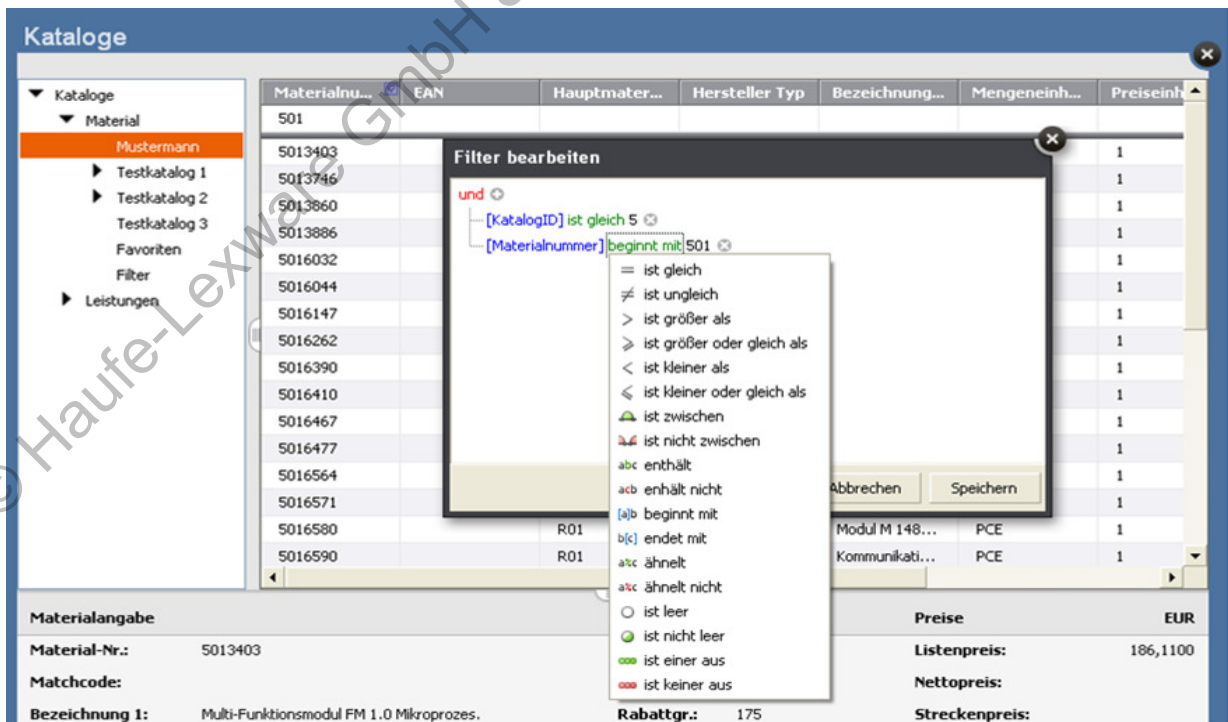 Kataloge
Kataloge
Material
Mustermann
Testkatalog 1
Testkatalog 2
Testkatalog 3
Favoriten
Filter
Leistungen
Materialnu... EAN Hauptmater... Hersteller Typ Bezeichnung... Mengeneinh... Preiseinh
501
5013403 1
5013746 1
5013860 1
5013886 1
5016032 1
5016044 1
5016147 1
5016262 1
5016390 1
5016410 1
5016467 1
5016477 1
5016564 1
5016571 1
5016580 R01 Modul M 148... PCE 1
5016590 R01 Kommunikati... PCE 1
Filter bearbeiten
und
[KatalogID] ist gleich 5
[Materialnummer] beginnt mit 501
= ist gleich
≠ ist ungleich
> ist größer als
⩾ ist größer oder gleich als
< ist kleiner als
⩽ ist kleiner oder gleich als
ist zwischen
ist nicht zwischen
abc enthält
acb enhält nicht
[a]b beginnt mit
b[c] endet mit
a%c ähnelt
a%c ähnelt nicht
ist leer
ist nicht leer
ist einer aus
ist keiner aus
Abbrechen Speichern
Materialangabe Preise EUR
Material-Nr.: 5013403 Listenpreis: 186,1100
Matchcode: Nettopreis:
Bezeichnung 1: Multi-Funktionsmodul FM 1.0 Mikroprozes. Rabattgr.: 175 Streckenpreis:
© Haufe-Lexware GmbH